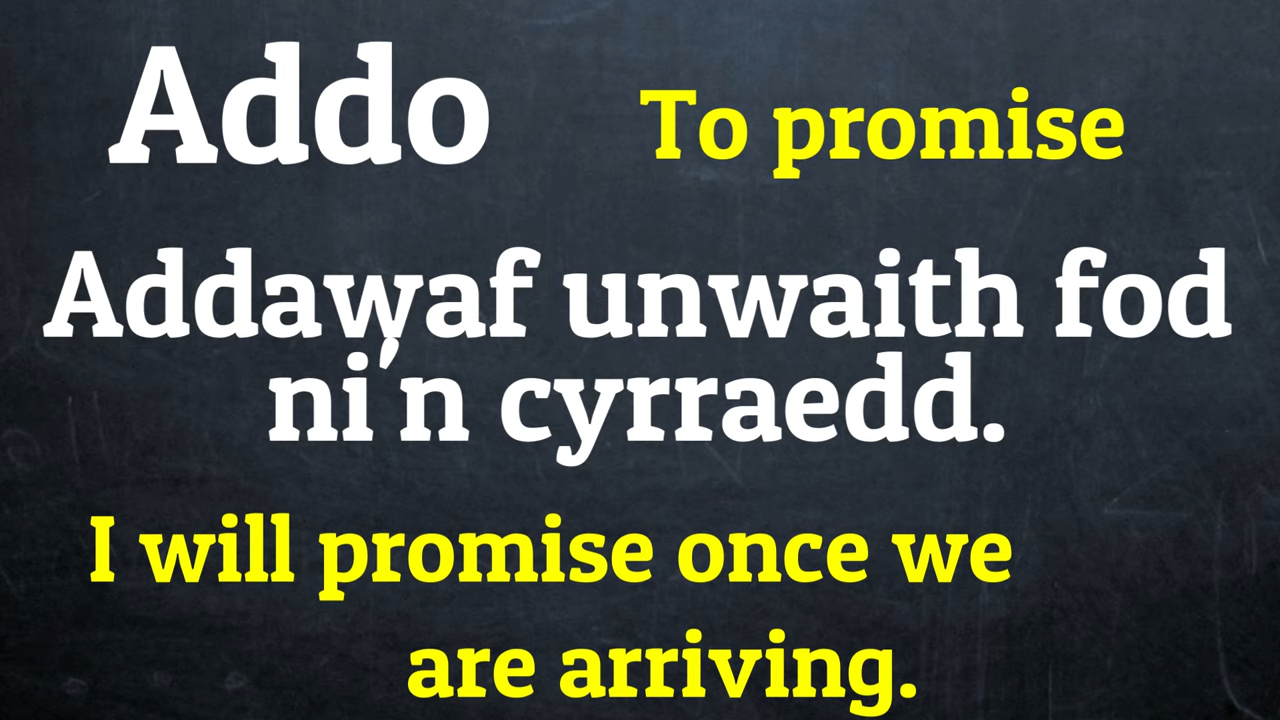 Addo
To promise
Addawaf unwaith fod
ni'n cyrraedd.
I will promise once we
are arriving.